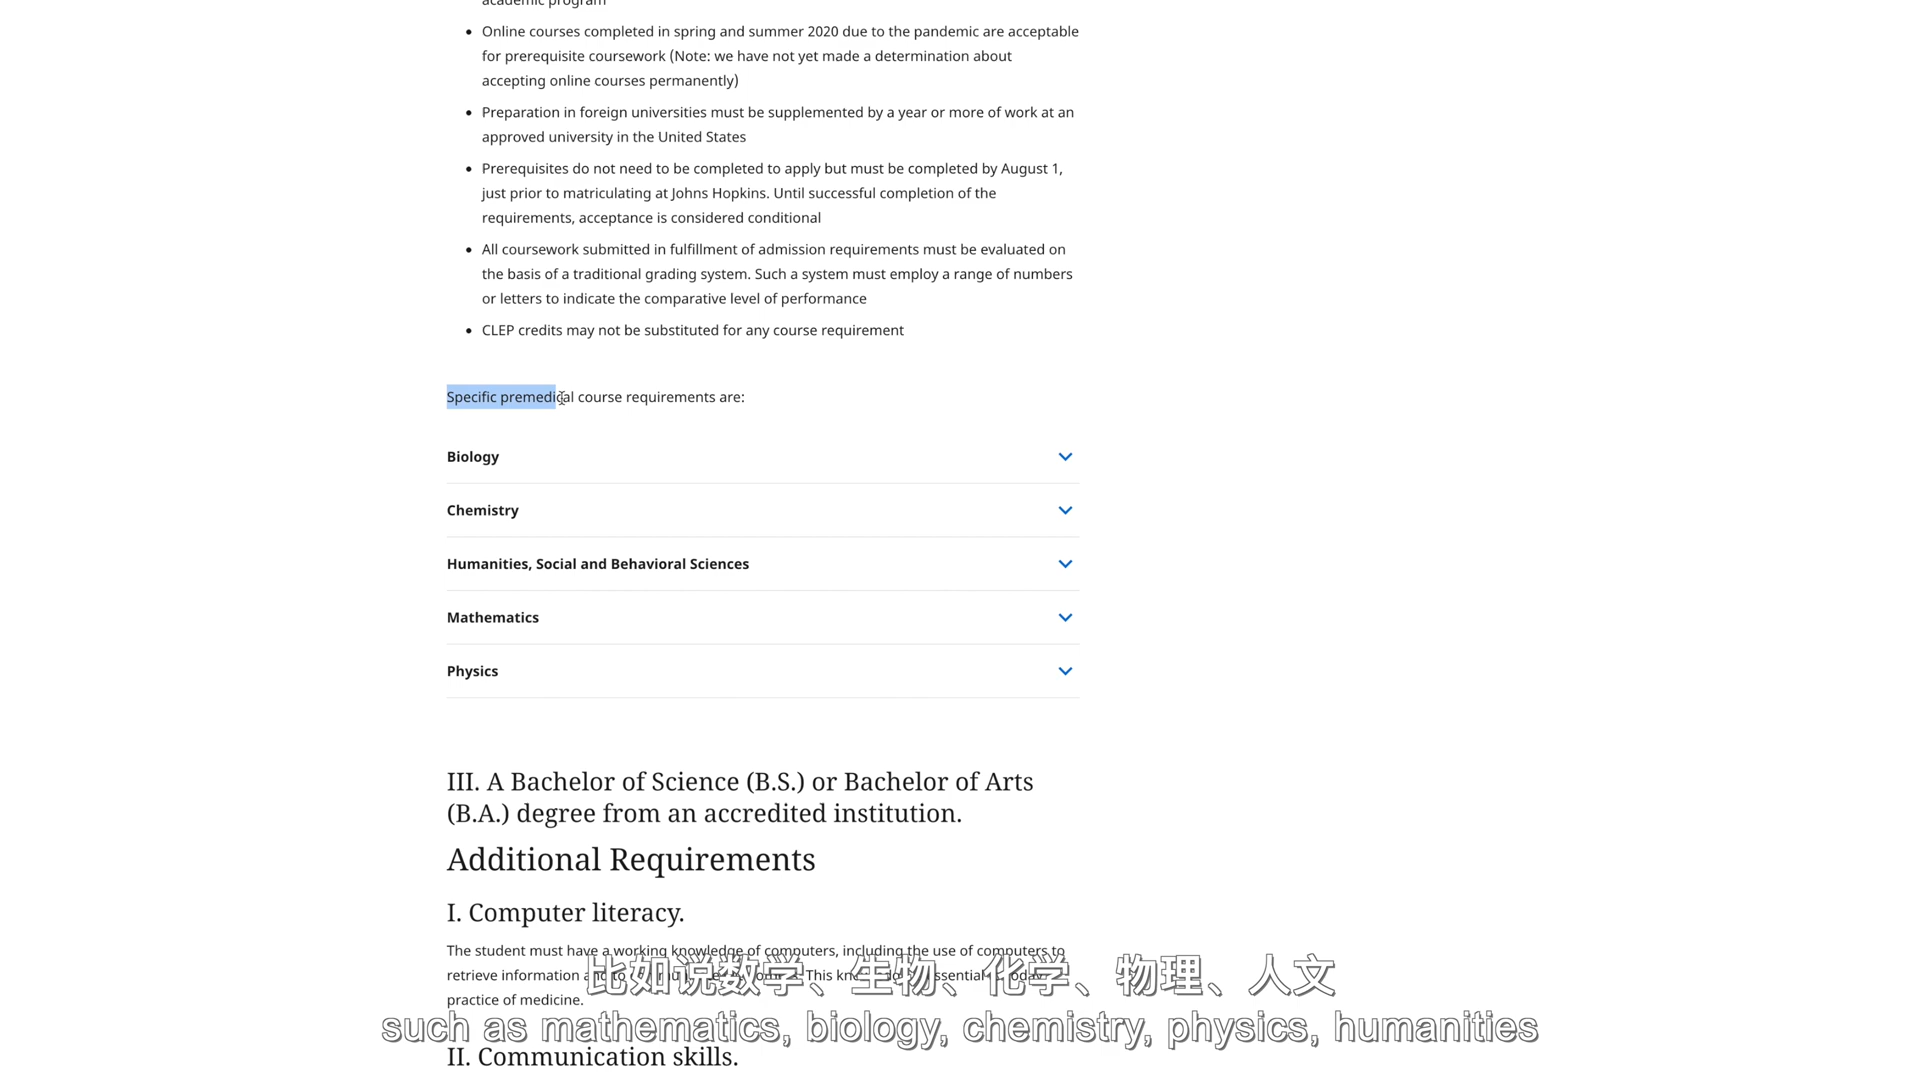 academic program
Online courses completed in spring and summer 2020 due to the pandemic are acceptable
for prerequisite coursework (Note: we have not yet made a determination about
accepting online courses permanently)
Preparation in foreign universities must be supplemented by a year or more of work at an
approved university in the United States
Prerequisites do not need to be completed to apply but must be completed by August 1,
just prior to matriculating at Johns Hopkins. Until successful completion of the
requirements, acceptance is considered conditional
All coursework submitted in fulfillment of admission requirements must be evaluated on
the basis of a traditional grading system. Such a system must employ a range of numbers
or letters to indicate the comparative level of performance
CLEP credits may not be substituted for any course requirement
Specific premedical course requirements are:
Biology
Chemistry
Humanities, Social and Behavioral Sciences
Mathematics
Physics
III. A Bachelor of Science (B.S.) or Bachelor of Arts
(B.A.) degree from an accredited institution.
Additional Requirements
I. Computer literacy.
The student must have a working knowledge of computers, including the use of computers to
retrieve information This essential
practice of medicine.
比如说数学、生物、化学、物理、人文
such as mathematics, biology, chemistry, physics, humanities
II. Communication skills.